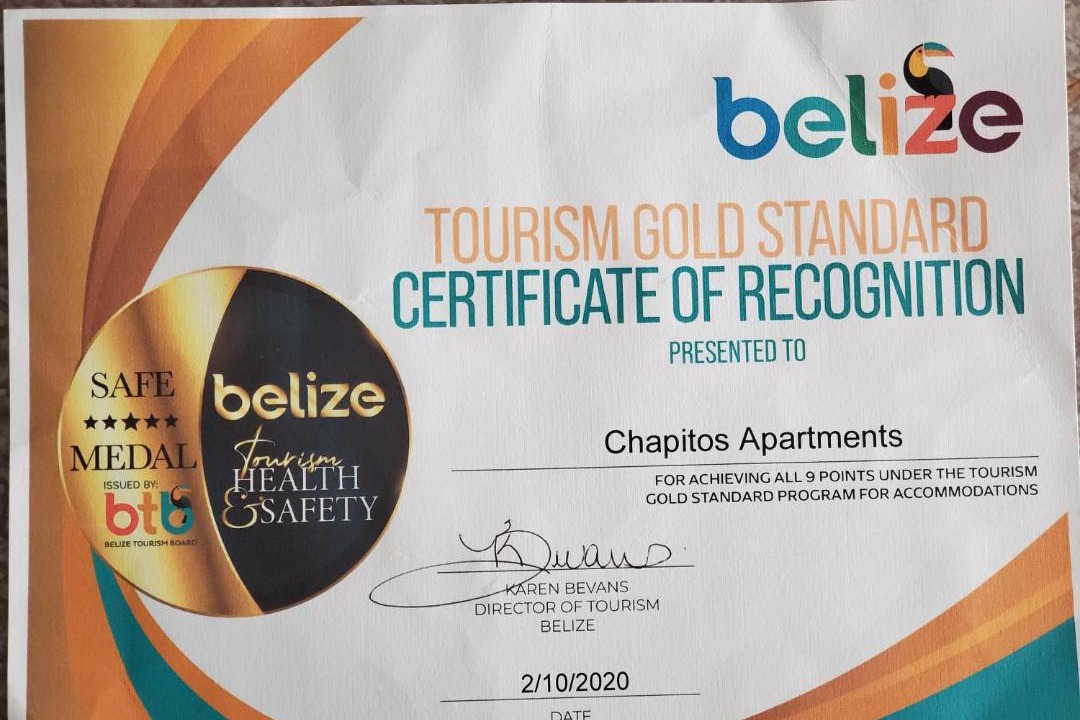 belize
TOURISM GOLD STANDARD
CERTIFICATE OF RECOGNITION
PRESENTED TO
Chapitos Apartments
FOR ACHIEVING ALL 9 POINTS UNDER THE TOURISM
GOLD STANDARD PROGRAM FOR ACCOMMODATIONS
SAFE
MEDAL
ISSUED BY:
btb
BELIZE TOURISM BOARD
belize
Tourism
HEALTH
&SAFETY
KBevans
KAREN BEVANS
DIRECTOR OF TOURISM
BELIZE
2/10/2020
DATE